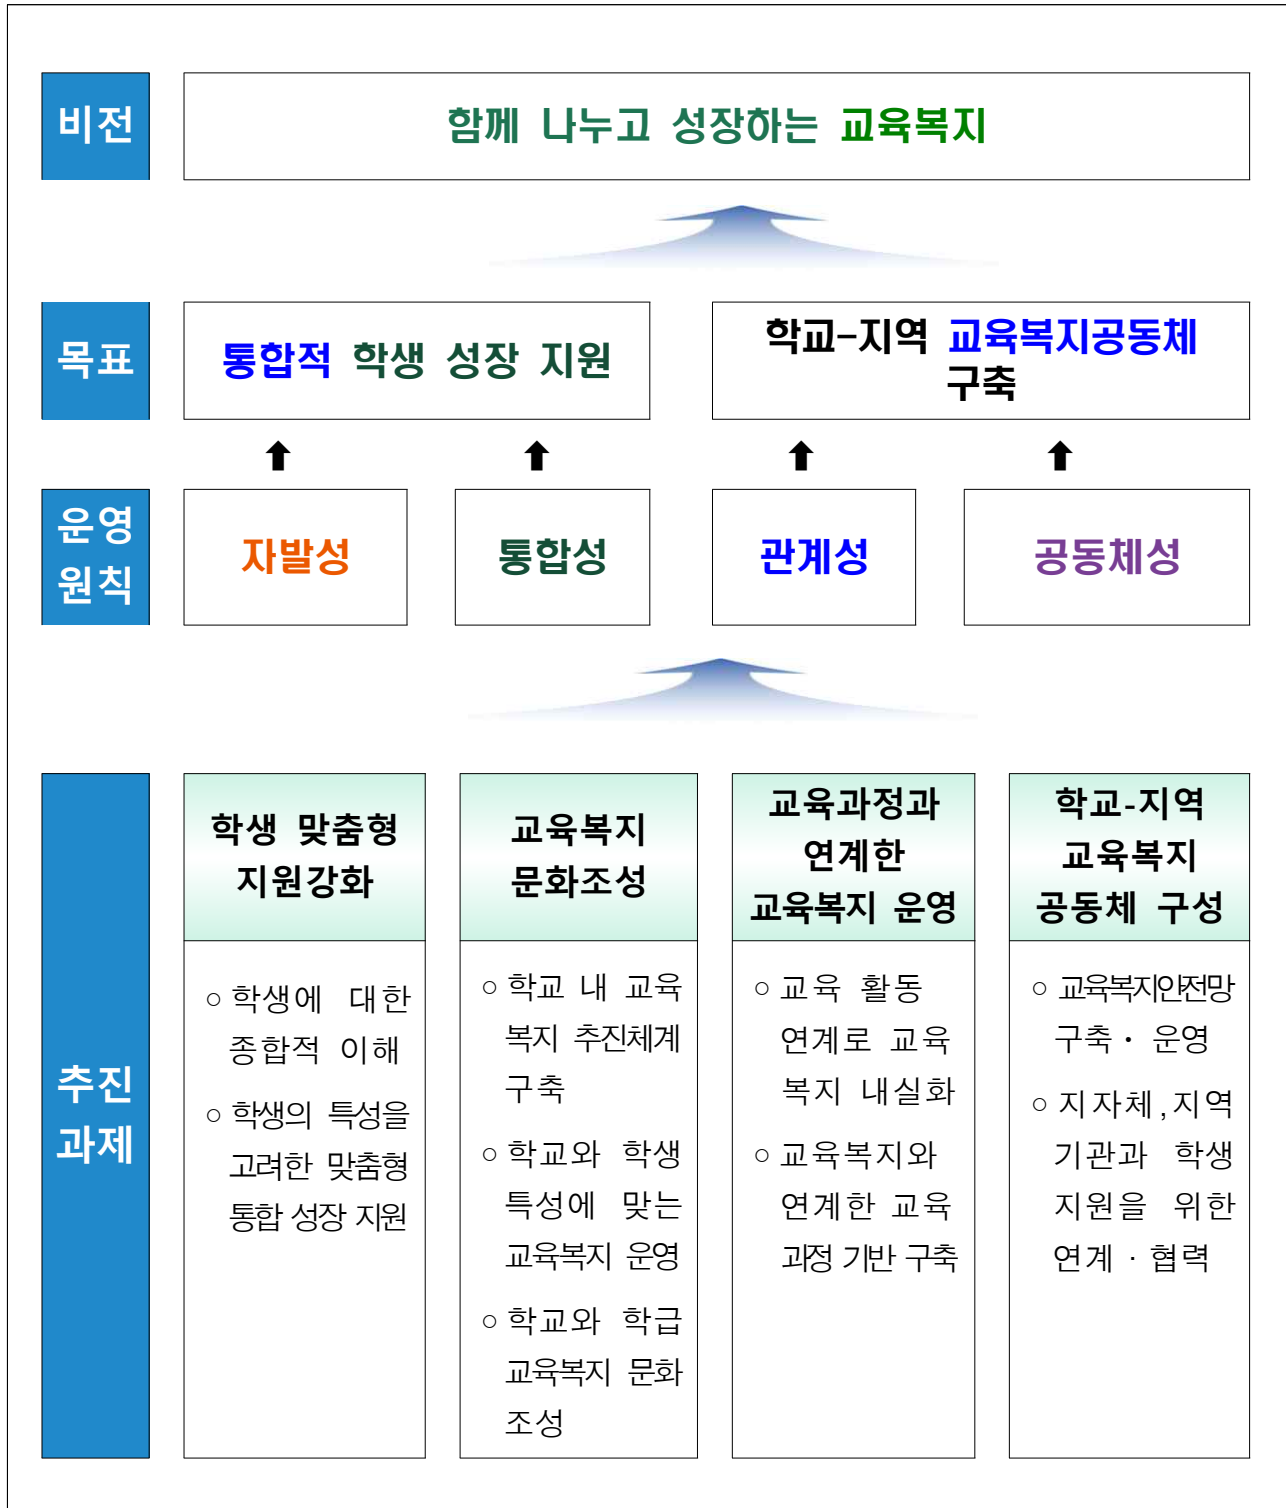 비전
함께 나누고 성장하는 교육복지
목표
통합적 학생 성장 지원
학교-지역 교육복지공동체
구축
운영
원칙
자발성
통합성
관계성
공동체성
추진
과제
학생 맞춤형
지원강화
○ 학생에 대한
종합적 이해
○ 학생의 특성을
고려한 맞춤형
통합 성장 지원
교육복지
문화조성
○ 학교 내 교육
복지 추진체계
구축
○ 학교와 학생
특성에 맞는
교육복지 운영
○ 학교와 학급
교육복지 문화
조성
교육과정과
연계한
교육복지 운영
○ 교육 활동
연계로 교육
복지 내실화
○ 교육복지와
연계한 교육
과정 기반 구축
학교-지역
교육복지
공동체 구성
○ 교육복지안전망
구축· 운영
○ 지자체,지역
기관과 학생
지원을 위한
연계 · 협력